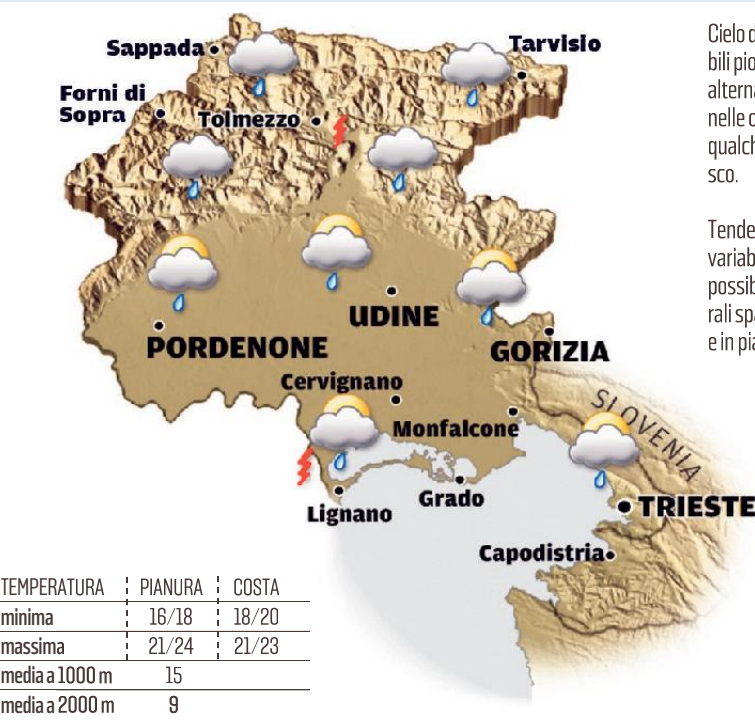 Sappada
Tarvisio
Forni di
Sopra
Tolmezzo
UDINE
PORDENONE
GORIZIA
Cervignano
Monfalcone
SLOVENIA
Lignano
Grado
TRIESTE
Capodistria
Cielo d
bili pio
altern
nelle
qualch
sco.
Tende
variab
possib
rali spa
e in pia
TEMPERATURA PIANURA COSTA
minima 16/18 18/20
massima 21/24 21/23
media a 1000 m 15
media a 2000 m 9